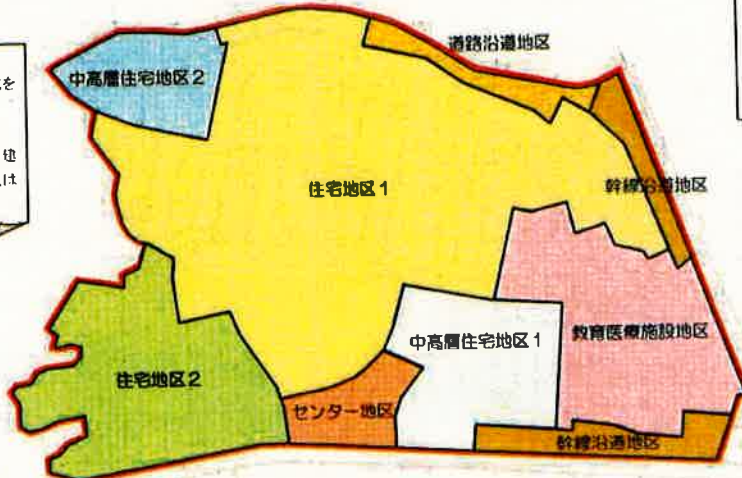 を
道路沿道地区
中高層住宅地区2
は
住宅地区1
幹線沿道地区
中高層住宅地区1
教育医療施設地区
住宅地区2
センター地区
幹線沿道地区